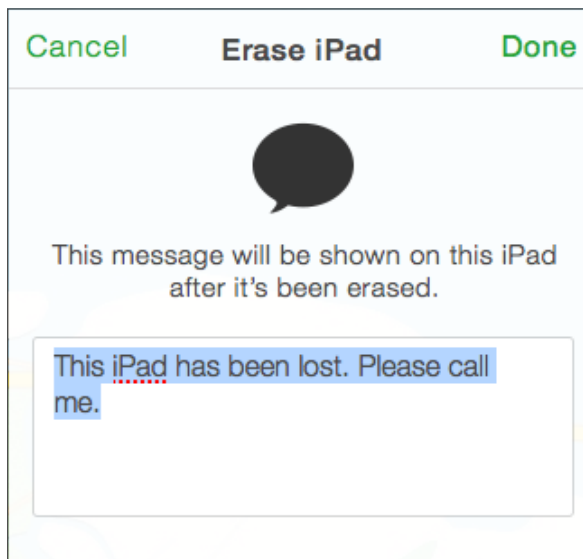 Cancel Erase iPad Done
This message will be shown on this iPad
after it's been erased.
This iPad has been lost. Please call
me.